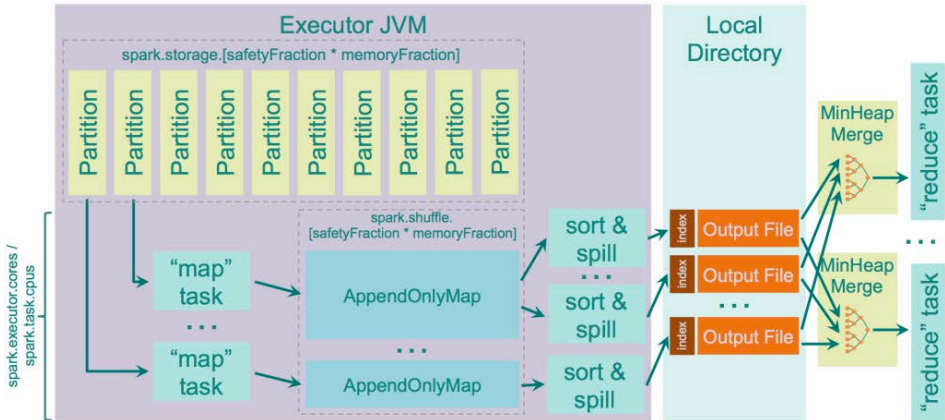 Executor JVM
spark.storage.[safetyFraction * memoryFraction]
Partition
Partition
Partition
Partition
Partition
Partition
Partition
Partition
Partition
Partition
spark.executor.cores /
spark.task.cpus
"map"
task
...
"map"
task
spark.shuffle.
[safetyFraction * memoryFraction]
AppendOnlyMap
...
AppendOnlyMap
sort &
spill
...
sort &
spill
sort &
spill
Local
Directory
index
Output File
index
Output File
...
index
Output File
MinHeap
Merge
MinHeap
Merge
"reduce" task
...
"reduce" task